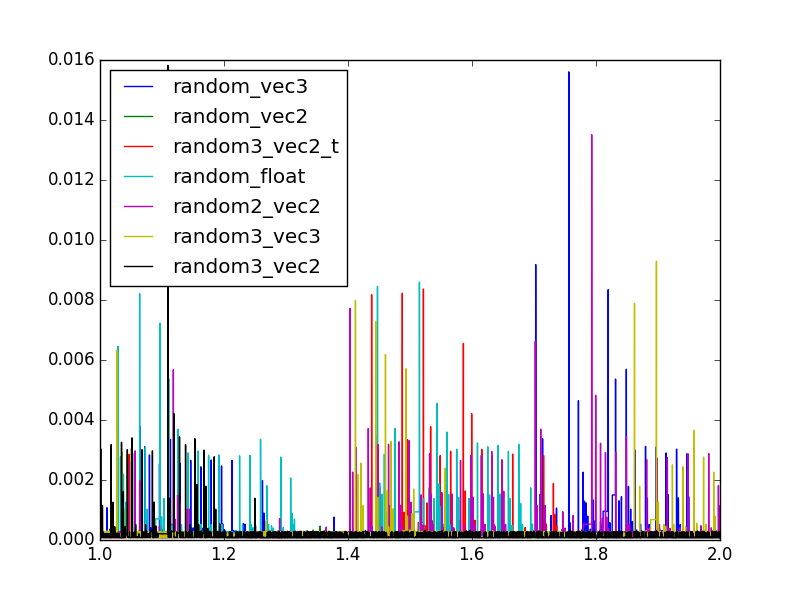 0.016
0.014
0.012
0.010
0.008
0.006
0.004
0.002
0.000
random_vec3
random_vec2
random3_vec2_t
random_float
random2_vec2
random3_vec3
random3_vec2
1.0 1.2 1.4 1.6 1.8 2.0